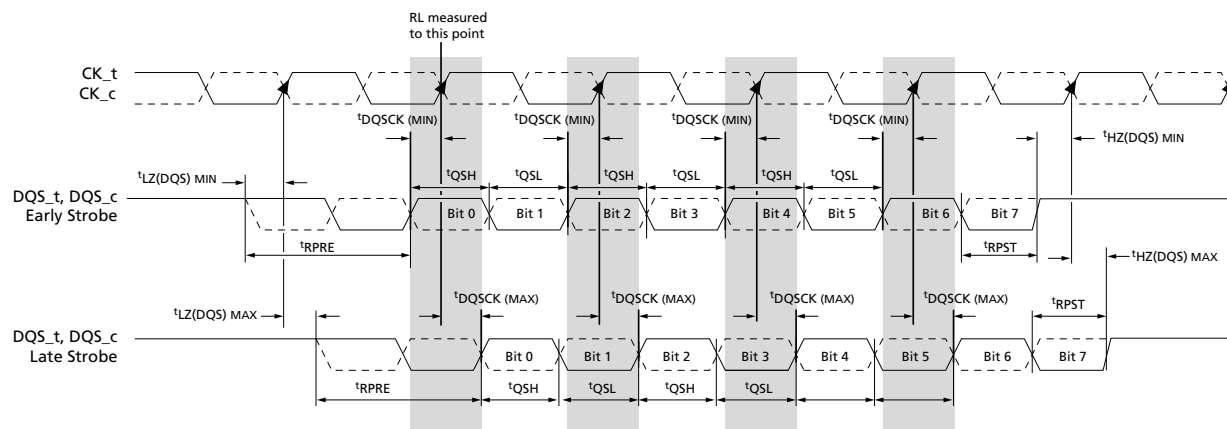 RL measured
to this point
CK_t
CK_c
tDQSCK (MIN) tDQSCK (MIN) tDQSCK (MIN) tDQSCK (MIN)
tHZ(DQS) MIN
tLZ(DQS) MIN
tQSH tQSL tQSH tQSL tQSH tQSL
DQS_t, DQS_c
Early Strobe
Bit 0 Bit 1 Bit 2 Bit 3 Bit 4 Bit 5 Bit 6 Bit 7
tRPRE
tRPST
tHZ(DQS) MAX
tLZ(DQS) MAX
tDQSCK (MAX) tDQSCK (MAX) tDQSCK (MAX) tDQSCK (MAX)
tRPST
DQS_t, DQS_c
Late Strobe
Bit 0 Bit 1 Bit 2 Bit 3 Bit 4 Bit 5 Bit 6 Bit 7
tRPRE
tQSH tQSL tQSH tQSL